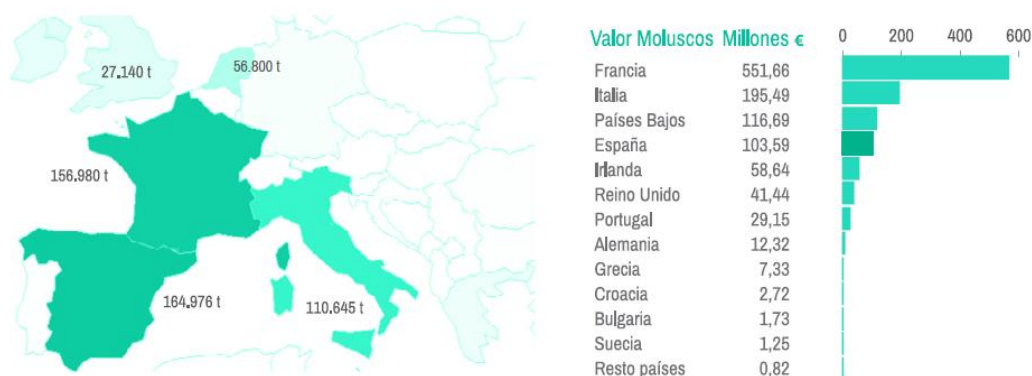 27.140 t
56.800 t
156.980 t
164.976 t
110.645 t
Valor Moluscos Millones €
0 200 400 600
Francia 551,66
Italia 195,49
Países Bajos 116,69
España 103,59
Irlanda 58,64
Reino Unido 41,44
Portugal 29,15
Alemania 12,32
Grecia 7,33
Croacia 2,72
Bulgaria 1,73
Suecia 1,25
Resto países 0,82